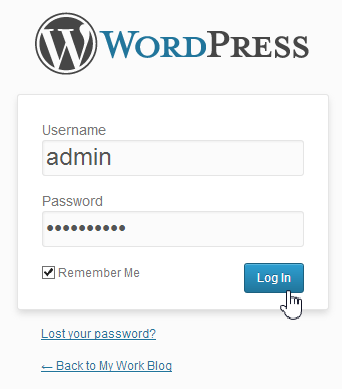 WORDPRESS
Username
admin
Password
••••••••••
Remember Me
Log In
Lost your password?
← Back to My Work Blog